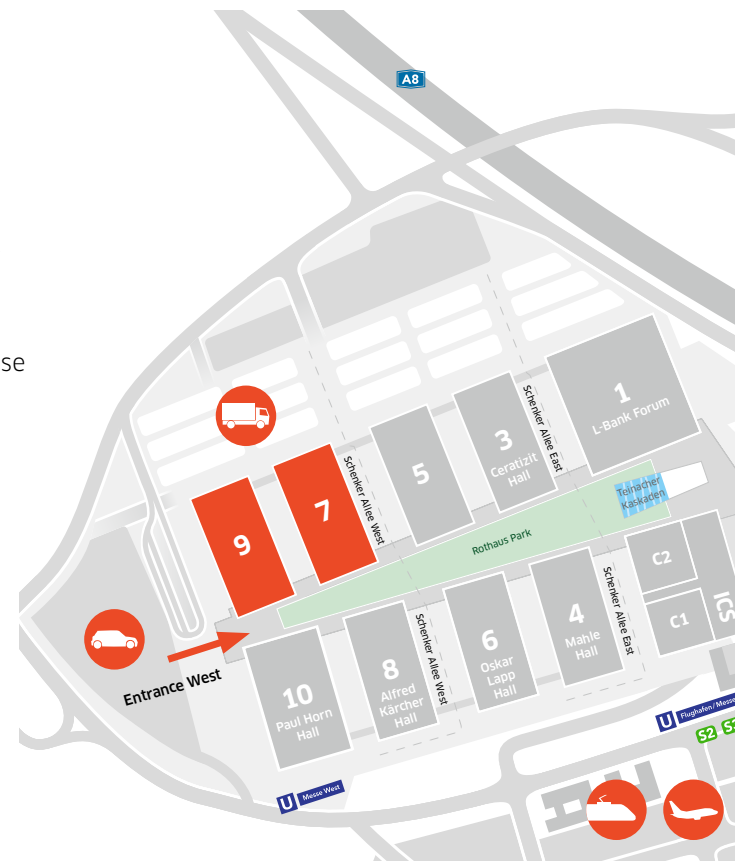 A8
se
1
L-Bank Forum
3
Ceratizit
Hall
Schenker Allee East
5
Schenker Allee West
7
9
Teinacher
Kaskaden
Rothaus Park
C2
C1
ICS
4
Mahle
Hall
Schenker Allee East
6
Oskar
Lapp
Hall
Schenker Allee West
8
Alfred
Kärcher
Hall
10
Paul Horn
Hall
Entrance West
U Messe West
U Flughafen/Messe
S2